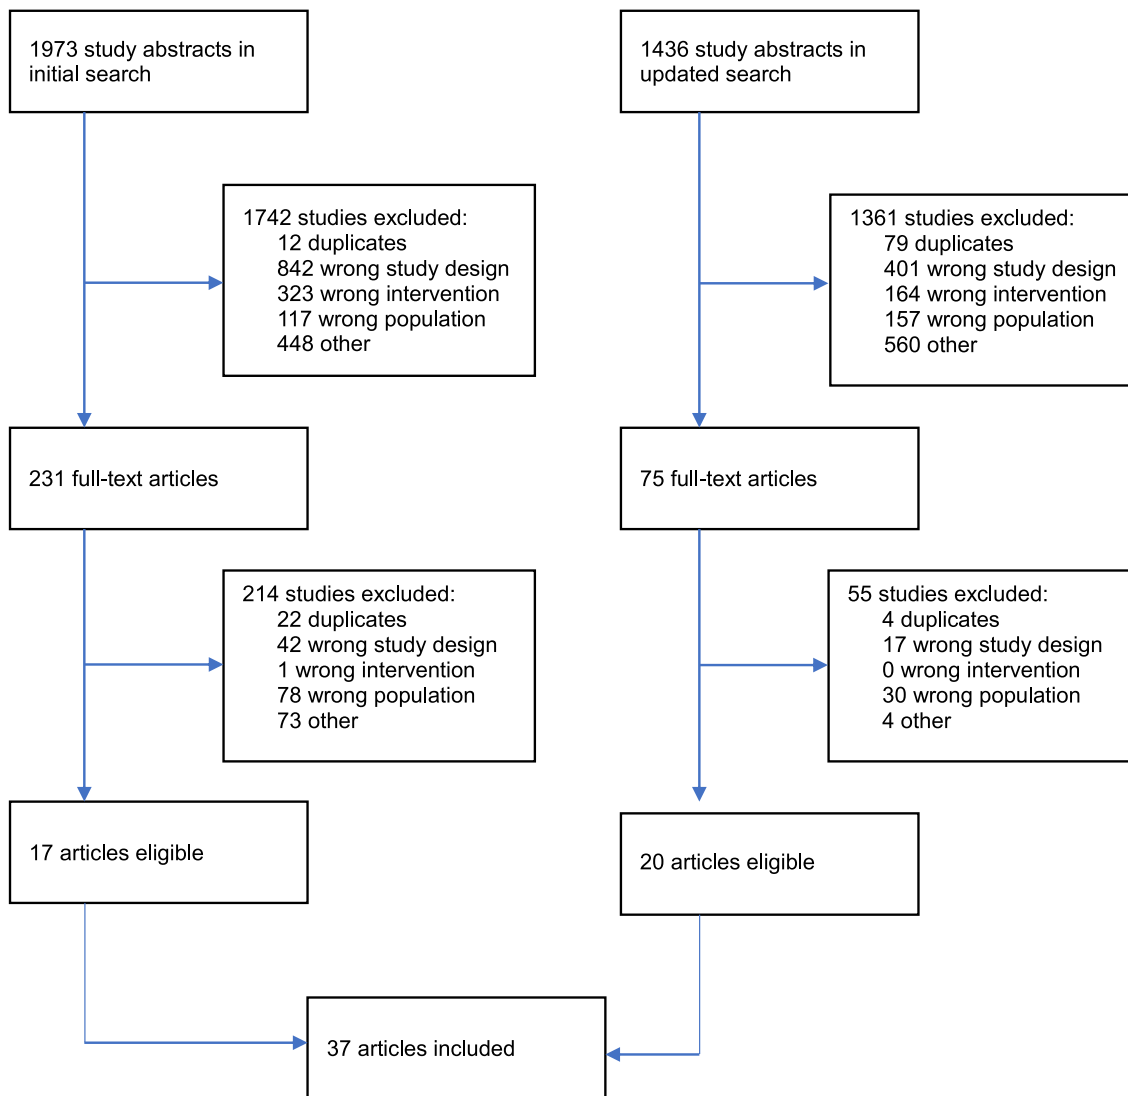 1973 study abstracts in
initial search
1436 study abstracts in
updated search
1742 studies excluded:
12 duplicates
842 wrong study design
323 wrong intervention
117 wrong population
448 other
1361 studies excluded:
79 duplicates
401 wrong study design
164 wrong intervention
157 wrong population
560 other
231 full-text articles
75 full-text articles
214 studies excluded:
22 duplicates
42 wrong study design
1 wrong intervention
78 wrong population
73 other
55 studies excluded:
4 duplicates
17 wrong study design
0 wrong intervention
30 wrong population
4 other
17 articles eligible
20 articles eligible
37 articles included